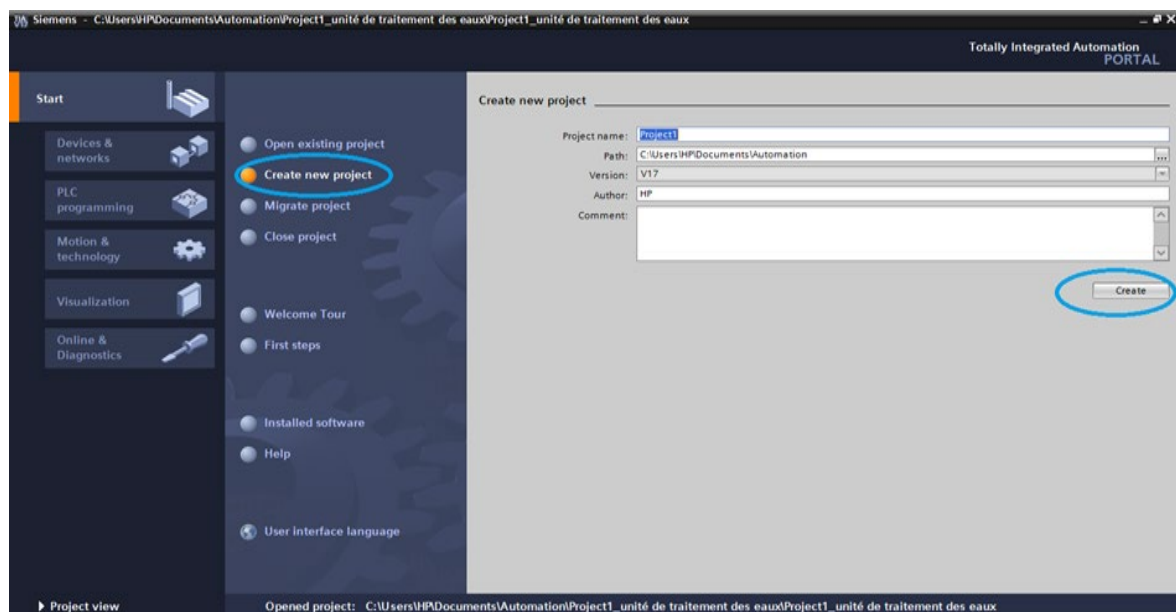 Siemens - C:\Users\HP\Documents\Automation\Project1_unité de traitement des eaux\Project1_unité de traitement des eaux
Totally Integrated Automation
PORTAL
Start
Devices &
networks
PLC
programming
Motion &
technology
Visualization
Online &
Diagnostics
Open existing project
Create new project
Migrate project
Close project
Welcome Tour
First steps
Installed software
Help
User interface language
Create new project
Project name: Project1
Path: C:\Users\HP\Documents\Automation
...
Version: V17
Author: HP
Comment:
Create
Project view
Opened project: C:\Users\HP\Documents\Automation\Project1_unité de traitement des eaux\Project1_unité de traitement des eaux